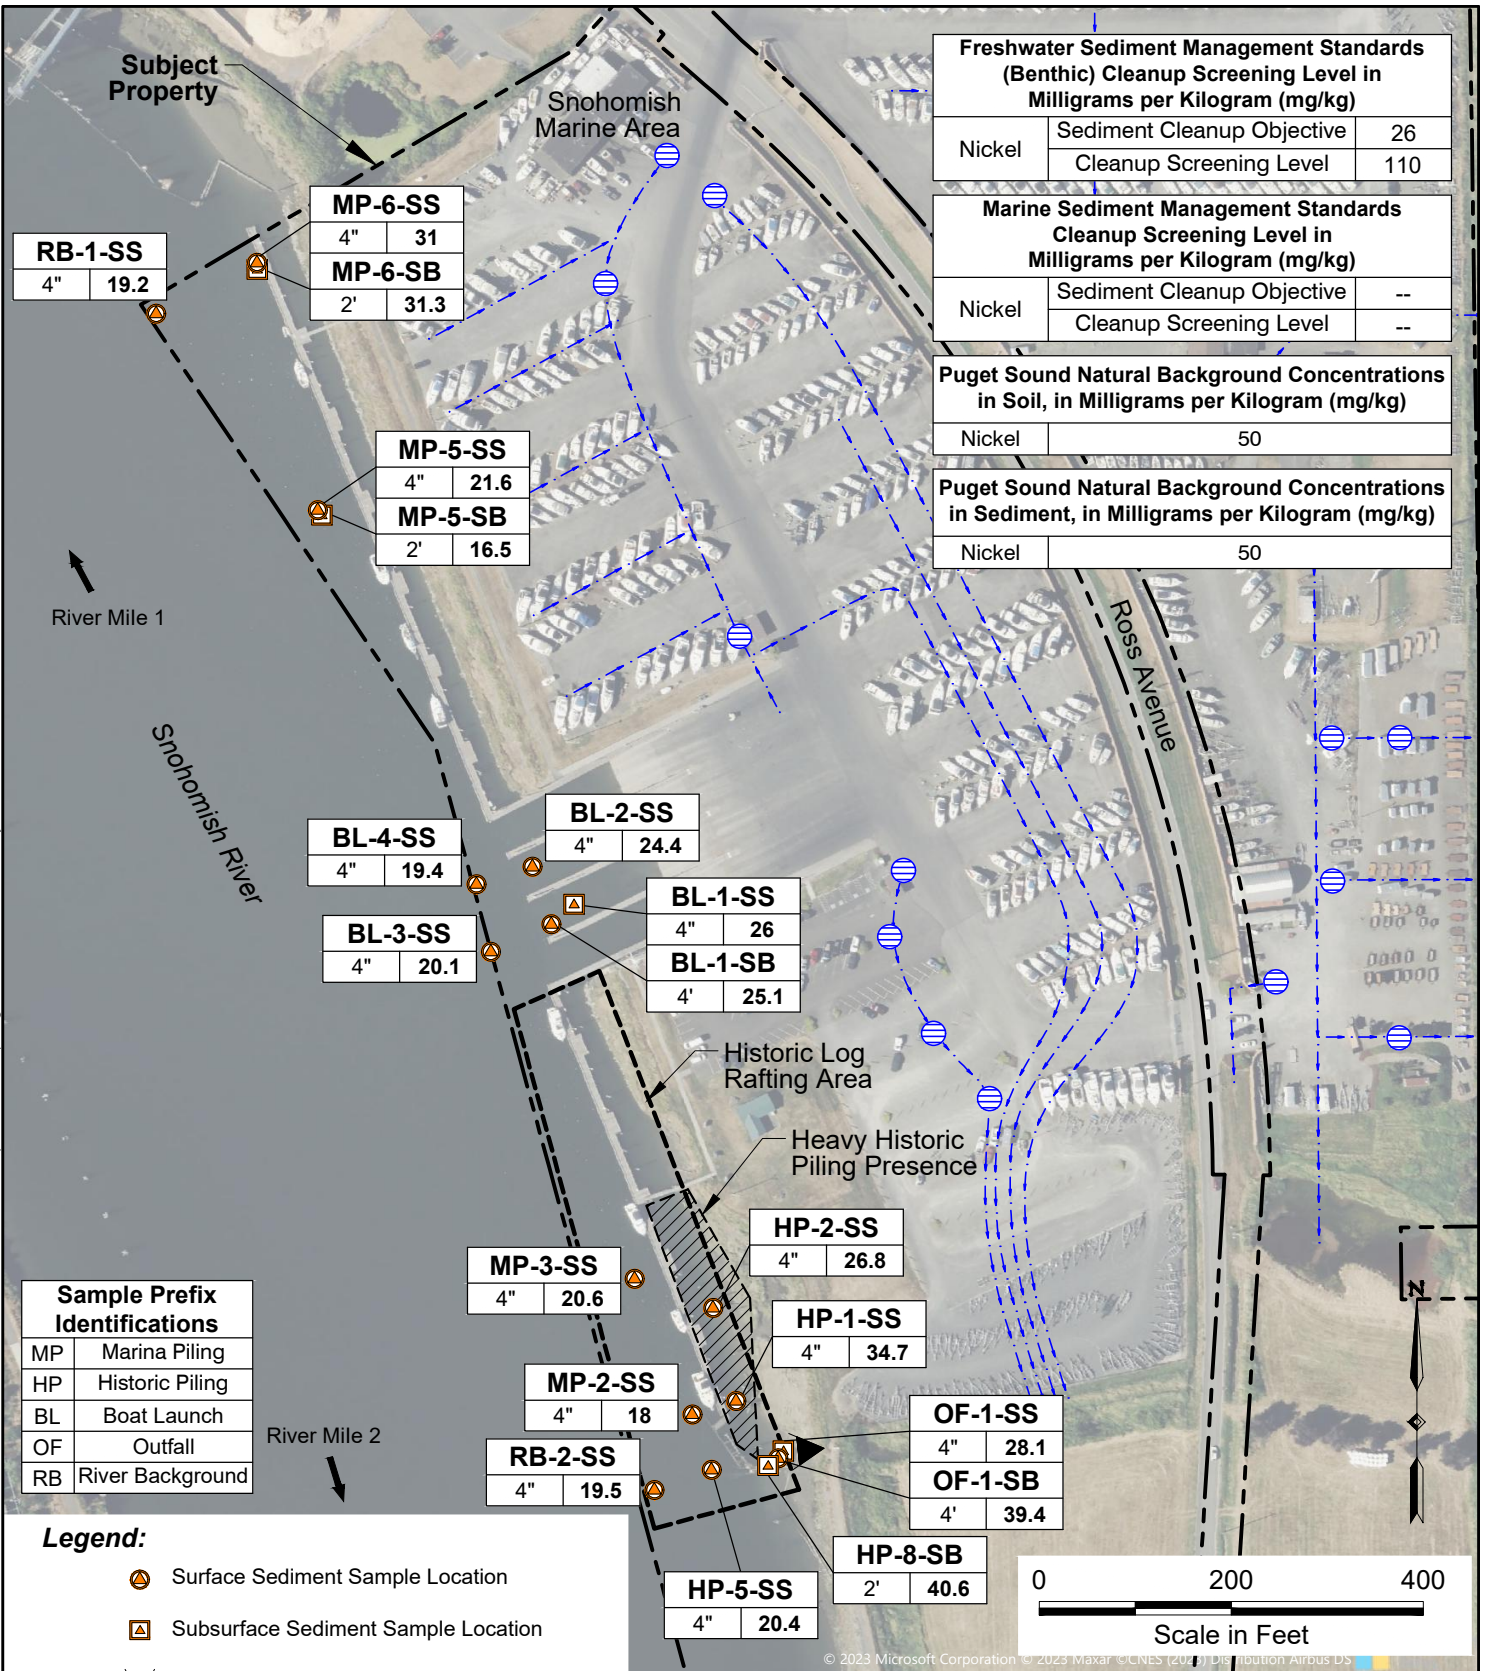 Subject
Property
Snohomish
Marine Area
Freshwater Sediment Management Standards
(Benthic) Cleanup Screening Level in
Milligrams per Kilogram (mg/kg)
Nickel
Sediment Cleanup Objective 26
Cleanup Screening Level 110
Marine Sediment Management Standards
Cleanup Screening Level in
Milligrams per Kilogram (mg/kg)
Nickel
Sediment Cleanup Objective --
Cleanup Screening Level --
Puget Sound Natural Background Concentrations
in Soil, in Milligrams per Kilogram (mg/kg)
Nickel 50
Puget Sound Natural Background Concentrations
in Sediment, in Milligrams per Kilogram (mg/kg)
Nickel 50
MP-6-SS
4" 31
MP-6-SB
2' 31.3
RB-1-SS
4" 19.2
MP-5-SS
4" 21.6
MP-5-SB
2' 16.5
River Mile 1
Ross Avenue
Snohomish River
BL-2-SS
4" 24.4
BL-4-SS
4" 19.4
BL-1-SS
4" 26
BL-1-SB
4' 25.1
BL-3-SS
4" 20.1
Historic Log
Rafting Area
Heavy Historic
Piling Presence
HP-2-SS
4" 26.8
MP-3-SS
4" 20.6
HP-1-SS
4" 34.7
MP-2-SS
4" 18
OF-1-SS
4" 28.1
OF-1-SB
4' 39.4
RB-2-SS
4" 19.5
HP-8-SB
2' 40.6
HP-5-SS
4" 20.4
Sample Prefix
Identifications
MP Marina Piling
HP Historic Piling
BL Boat Launch
OF Outfall
RB River Background
River Mile 2
N
Legend:
Surface Sediment Sample Location
Subsurface Sediment Sample Location
0 200 400
Scale in Feet
© 2023 Microsoft Corporation © 2023 Maxar ©CNES (2023) Distribution Airbus DS